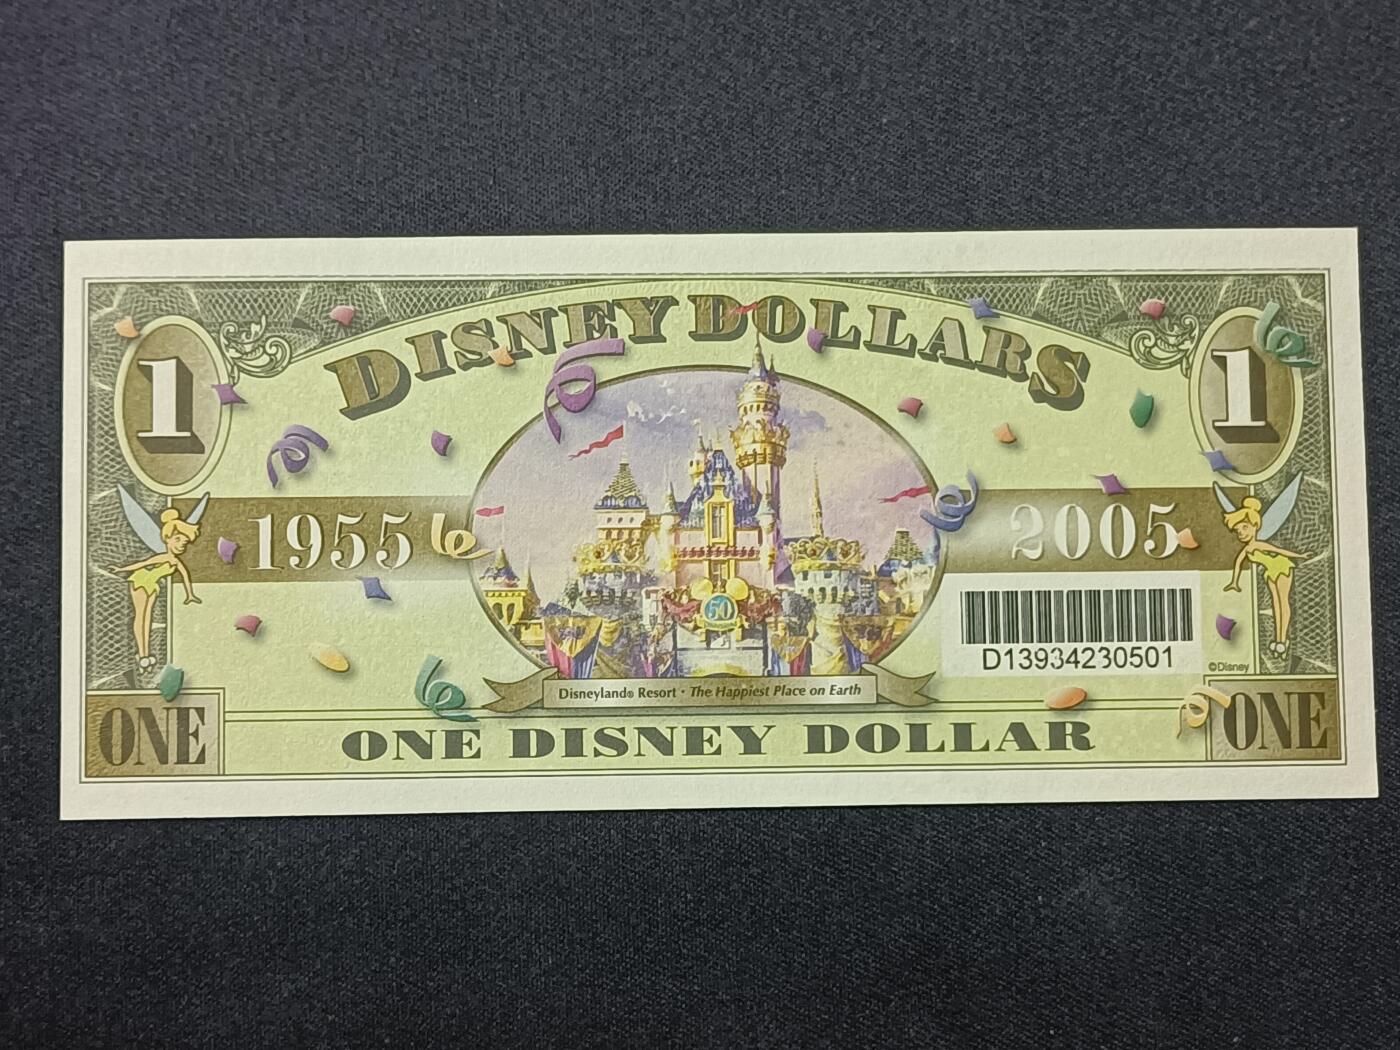 DISNEY DOLLARS
1 1
1955 2005
50
D13934230501
©Disney
Disneyland® Resort • The Happiest Place on Earth
ONE ONE DISNEY DOLLAR ONE